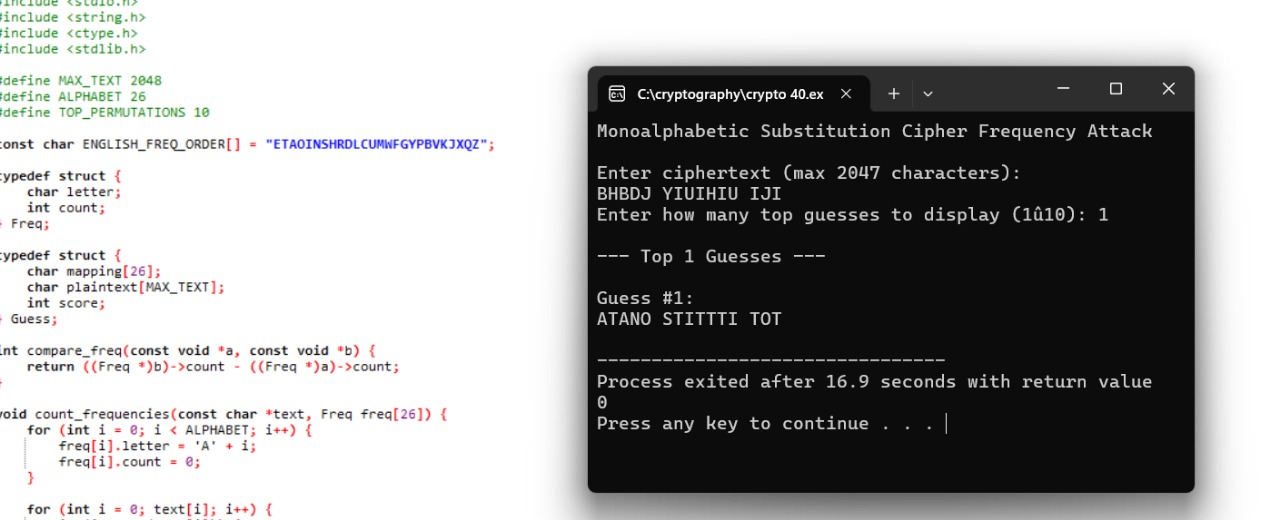 #include <stdio.h>
#include <string.h>
#include <ctype.h>
#include <stdlib.h>
#define MAX_TEXT 2048
#define ALPHABET 26
#define TOP_PERMUTATIONS 10
const char ENGLISH_FREQ_ORDER[] = "ETAOINSHRDLCUMWFGYPBVKJXQZ";
typedef struct {
char letter;
int count;
} Freq;
typedef struct {
char mapping[26];
char plaintext[MAX_TEXT];
int score;
} Guess;
int compare_freq(const void *a, const void *b) {
return ((Freq *)b)->count - ((Freq *)a)->count;
}
void count_frequencies(const char *text, Freq freq[26]) {
for (int i = 0; i < ALPHABET; i++) {
freq[i].letter = 'A' + i;
freq[i].count = 0;
}
for (int i = 0; text[i]; i++) {
C:\cryptography\crypto 40.ex
Monoalphabetic Substitution Cipher Frequency Attack
Enter ciphertext (max 2047 characters):
BHBDJ YIUIHIU IJI
Enter how many top guesses to display (1û10): 1
--- Top 1 Guesses ---
Guess #1:
ATANO STITTTI TOT
--------------------------------
Process exited after 16.9 seconds with return value
0
Press any key to continue . . .